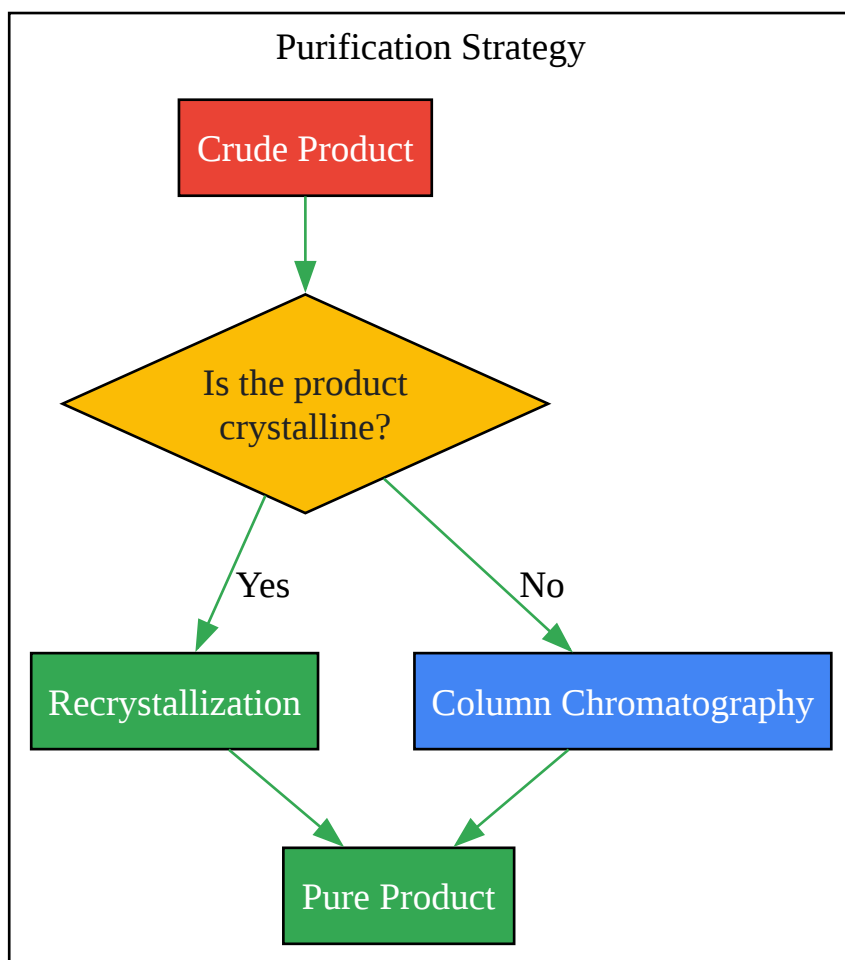 Purification Strategy
Crude Product
Is the product
crystalline?
Yes
No
Recrystallization
Column Chromatography
Pure Product